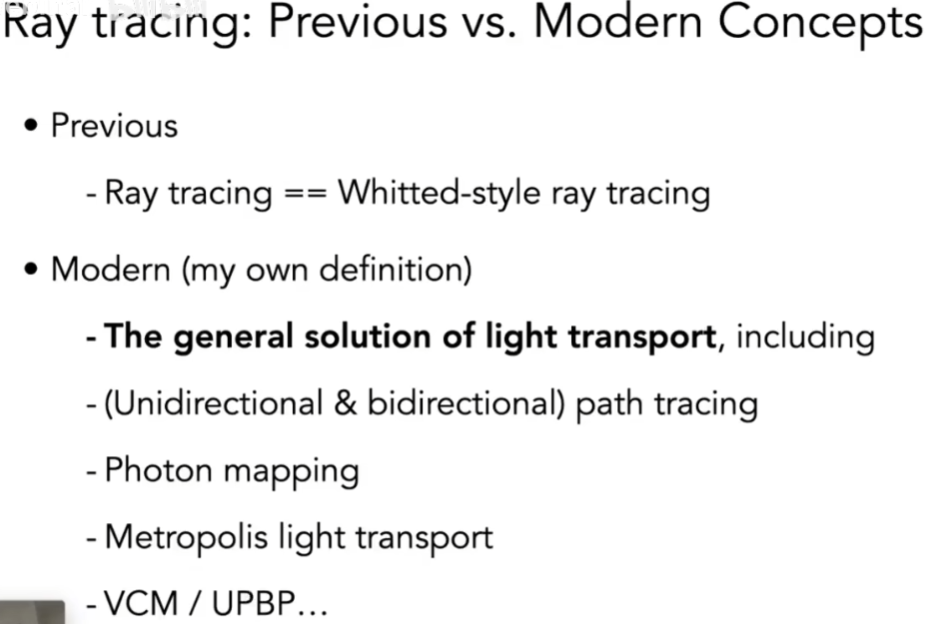 Ray tracing: Previous vs. Modern Concepts
• Previous
- Ray tracing == Whitted-style ray tracing
• Modern (my own definition)
- The general solution of light transport, including
- (Unidirectional & bidirectional) path tracing
- Photon mapping
- Metropolis light transport
- VCM / UPBP...